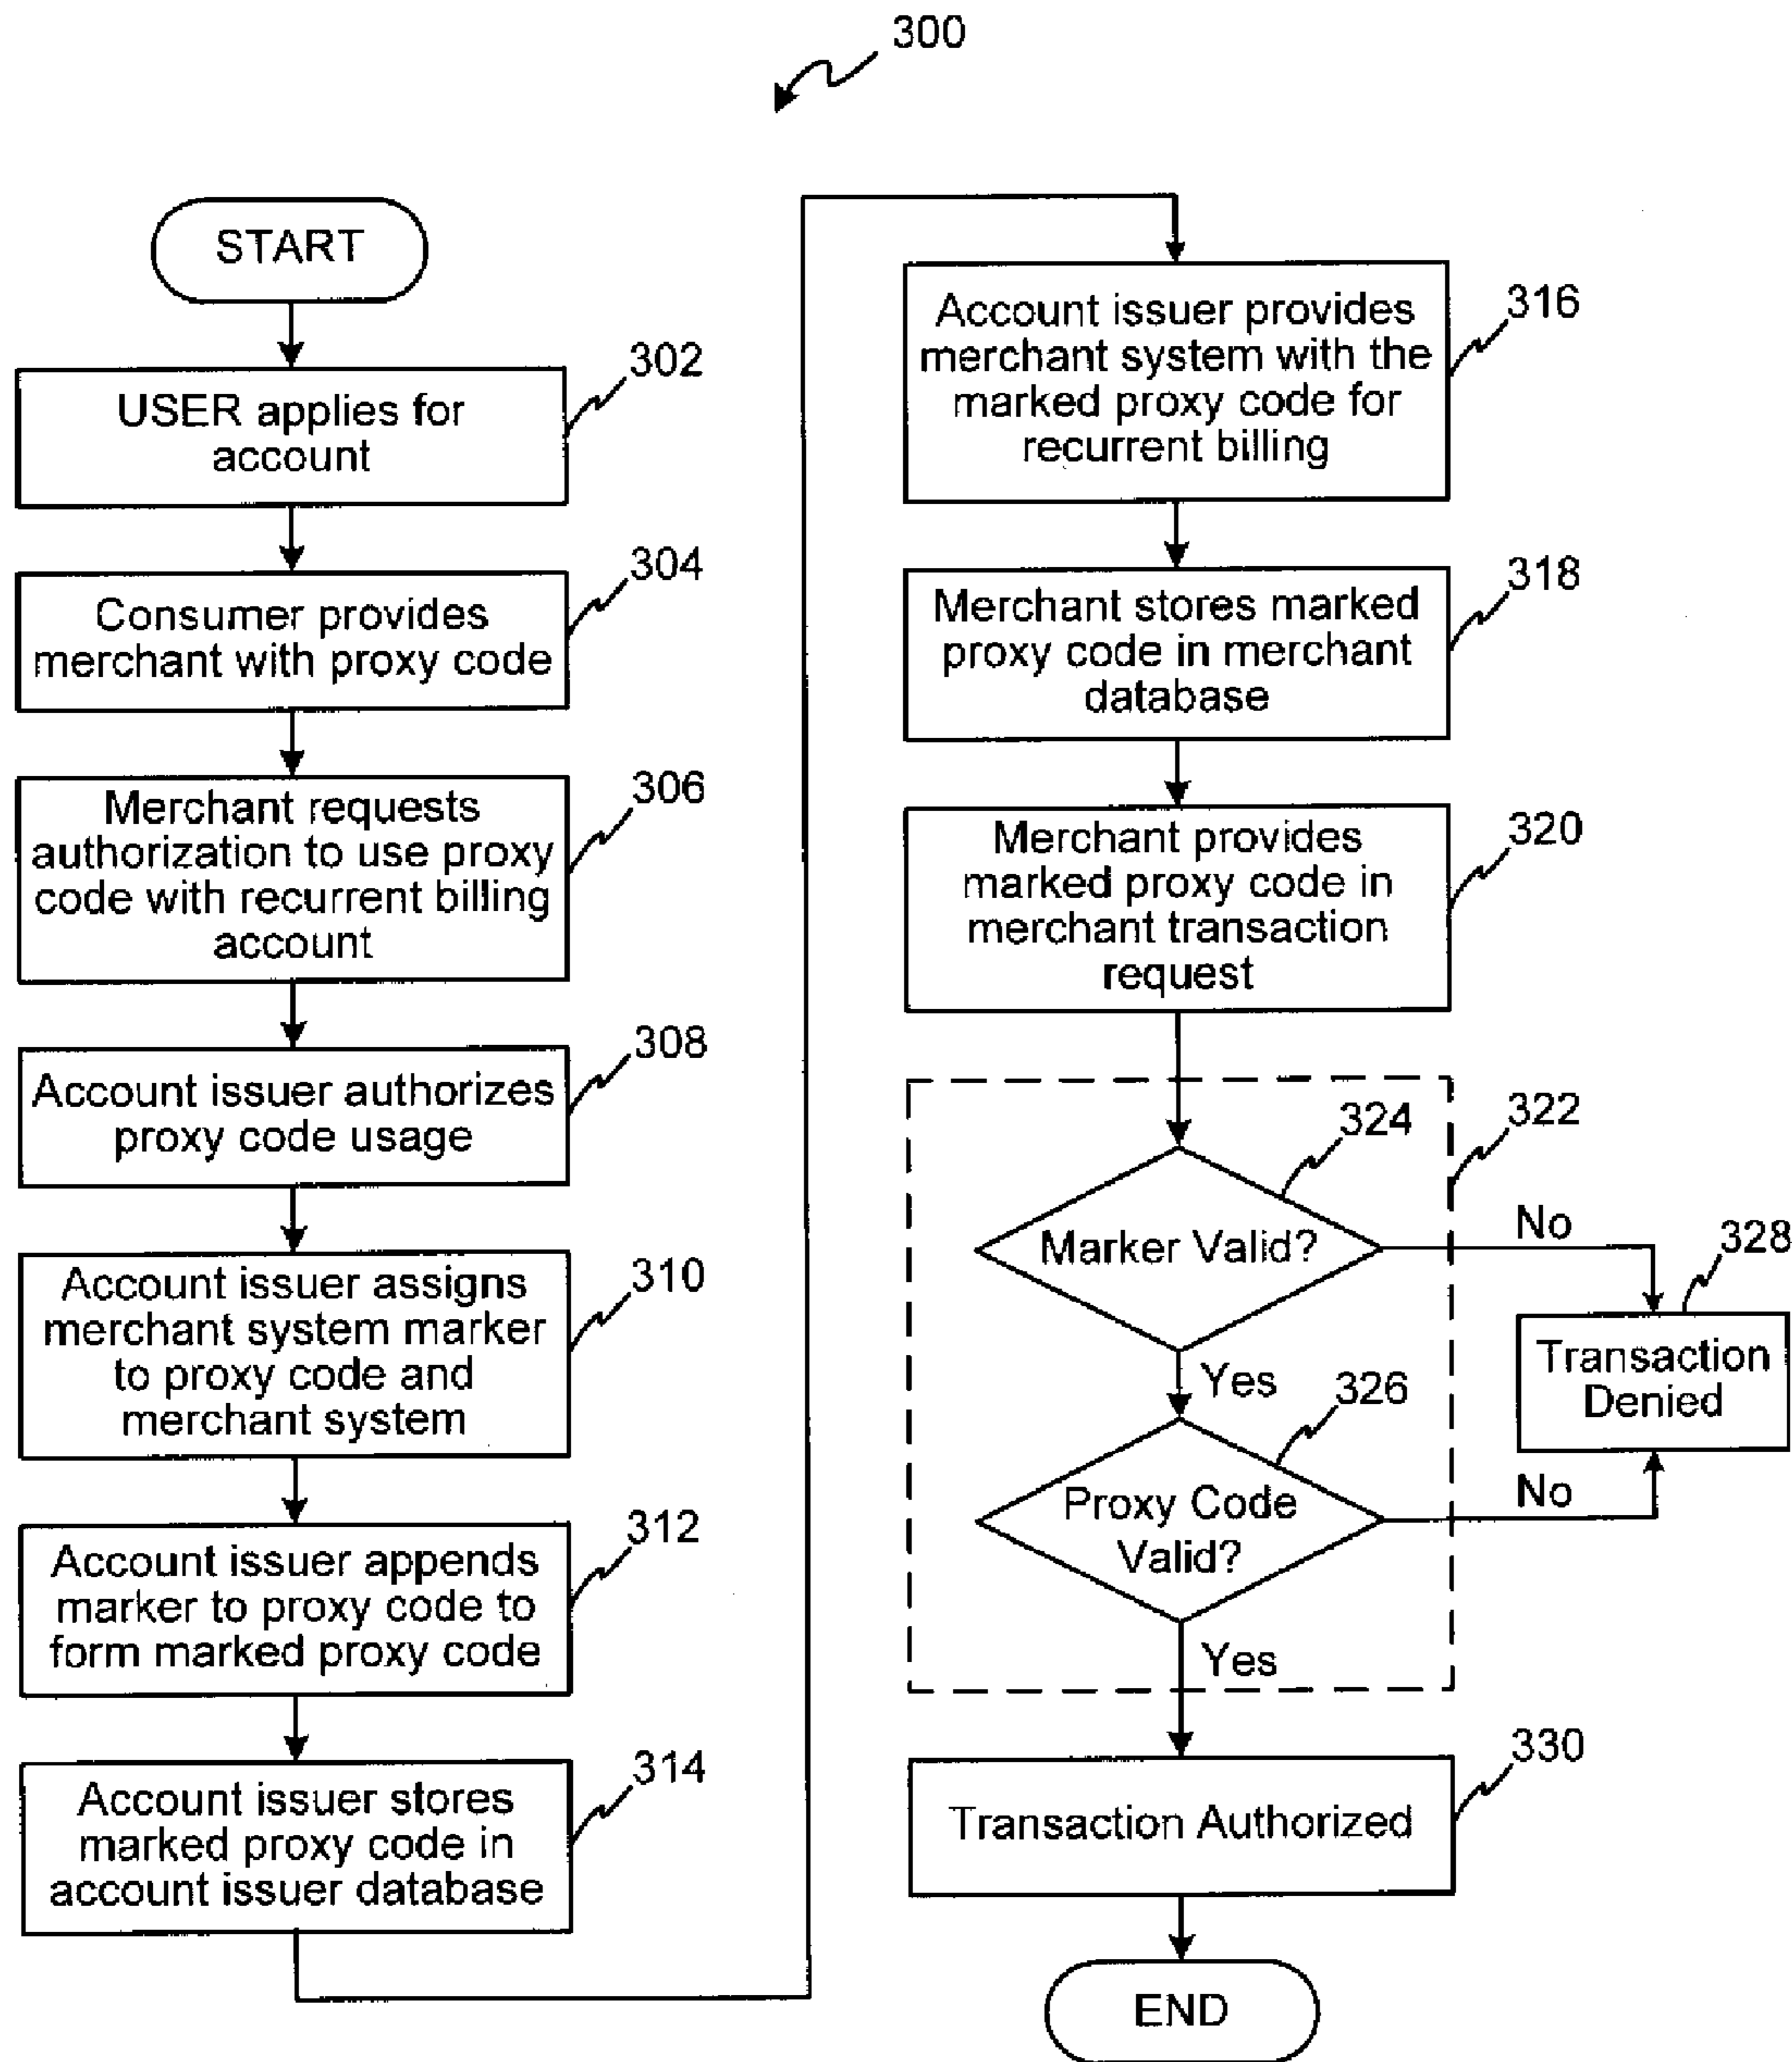 300
START
USER applies for
account
302
Consumer provides
merchant with proxy code
304
Merchant requests
authorization to use proxy
code with recurrent billing
account
306
Account issuer authorizes
proxy code usage
308
Account issuer assigns
merchant system marker
to proxy code and
merchant system
310
Account issuer appends
marker to proxy code to
form marked proxy code
312
Account issuer stores
marked proxy code in
account issuer database
314
Account issuer provides
merchant system with the
marked proxy code for
recurrent billing
316
Merchant stores marked
proxy code in merchant
database
318
Merchant provides
marked proxy code in
merchant transaction
request
320
322
324
Marker Valid?
No
328
Transaction
Denied
Yes
326
Proxy Code
Valid?
No
Yes
Transaction Authorized
330
END